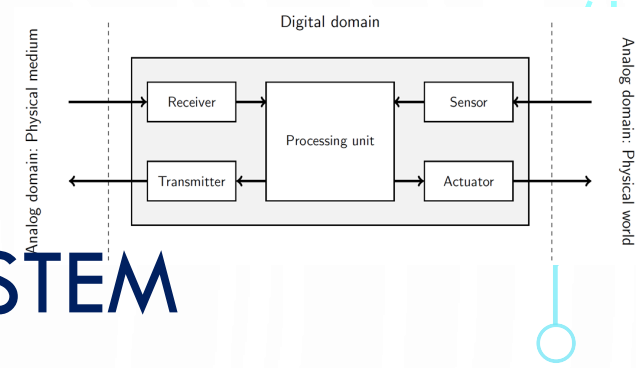 Digital domain
Analog domain: Physical medium
Receiver
Sensor
Processing unit
Transmitter
Actuator
Analog domain: Physical world
STEM